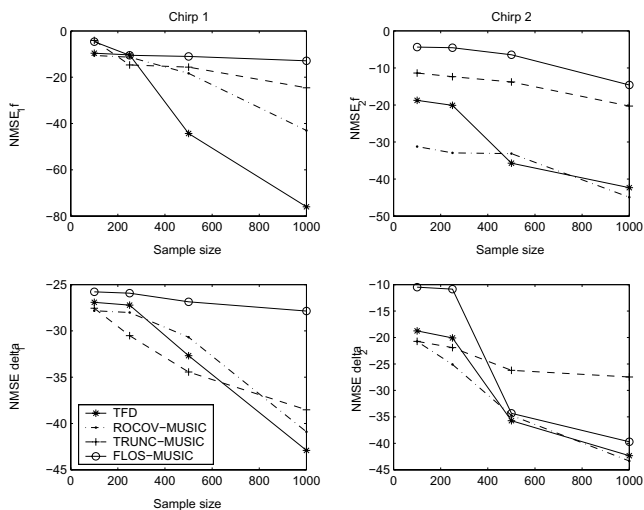 Chirp 1
0
−20
−40
−60
−80
0 200 400 600 800 1000
NMSE f1
Sample size
Chirp 2
0
−10
−20
−30
−40
−50
0 200 400 600 800 1000
NMSE f2
Sample size
−25
−30
−35
−40
−45
0 200 400 600 800 1000
NMSE delta1
Sample size
TFD
ROCOV−MUSIC
TRUNC−MUSIC
FLOS−MUSIC
−10
−15
−20
−25
−30
−35
−40
−45
0 200 400 600 800 1000
NMSE delta2
Sample size